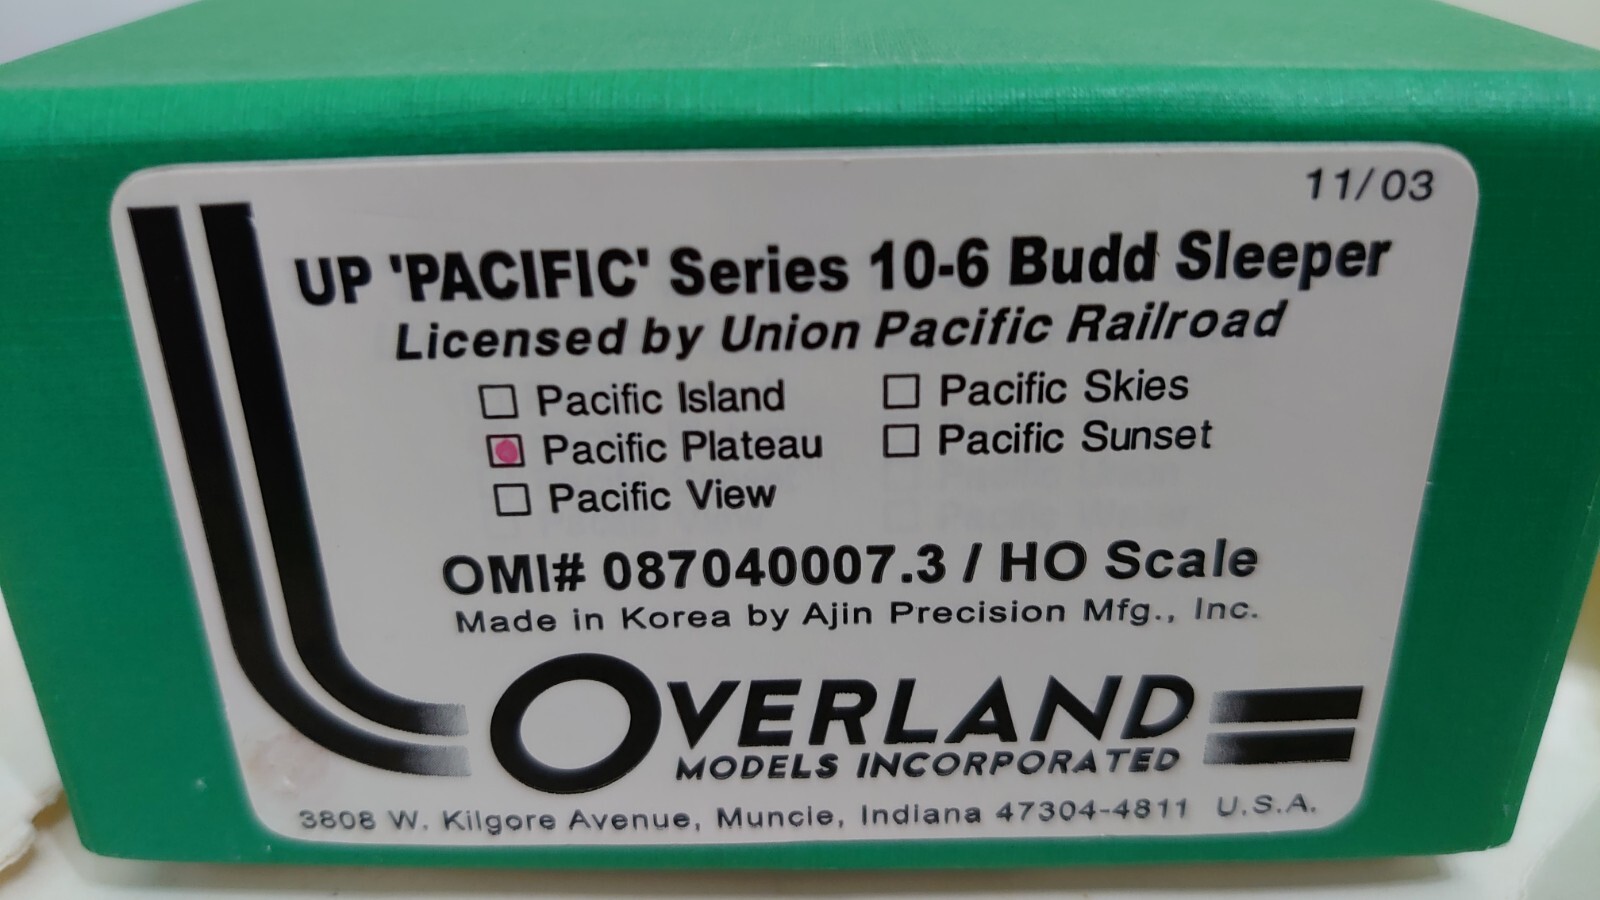 11/03
UP 'PACIFIC' Series 10-6 Budd Sleeper
Licensed by Union Pacific Railroad
Pacific Island
Pacific Skies
Pacific Plateau
Pacific Sunset
Pacific View
OMI# 087040007.3 / HO Scale
Made in Korea by Ajin Precision Mfg., Inc.
OVERLAND
MODELS INCORPORATED
3808 W. Kilgore Avenue, Muncie, Indiana 47304-4811 U.S.A.